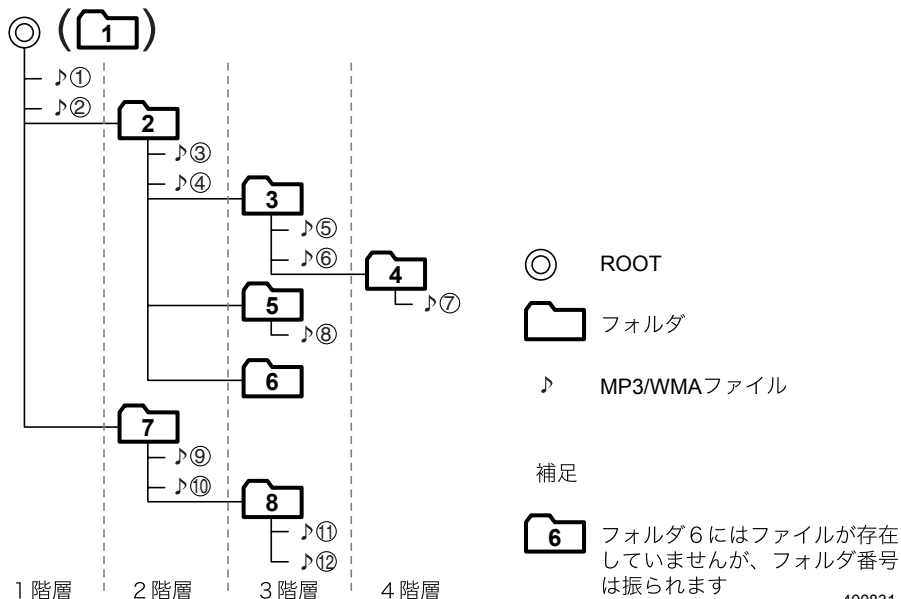 (1)
♪①
♪②
2
♪③
♪④
3
♪⑤
♪⑥
4
♪⑦
5
♪⑧
6
7
♪⑨
♪⑩
8
♪⑪
♪⑫
1階層 2階層 3階層 4階層
ROOT
フォルダ
♪ MP3/WMAファイル
補足
6
フォルダ6にはファイルが存在
していませんが、フォルダ番号
は振られます